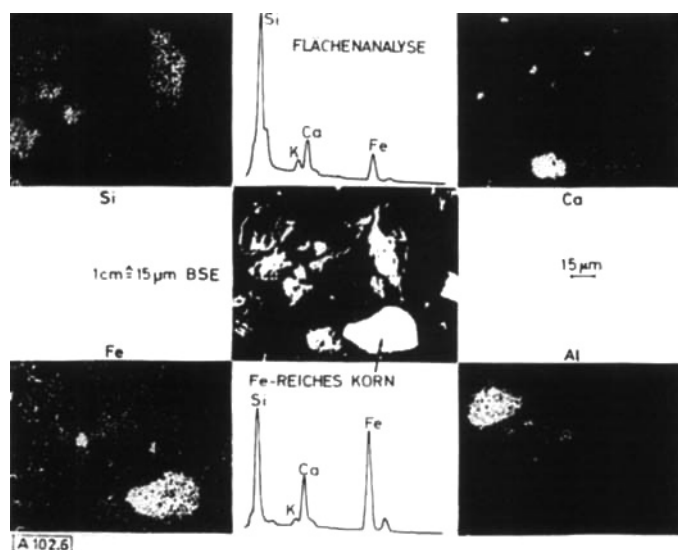 Si
FLÄCHENANALYSE
K
Ca
Fe
Si
Ca
1cm ≙ 15 µm BSE
15 µm
Fe
Al
Fe-REICHES KORN
Si
K
Ca
Fe
A 102.6